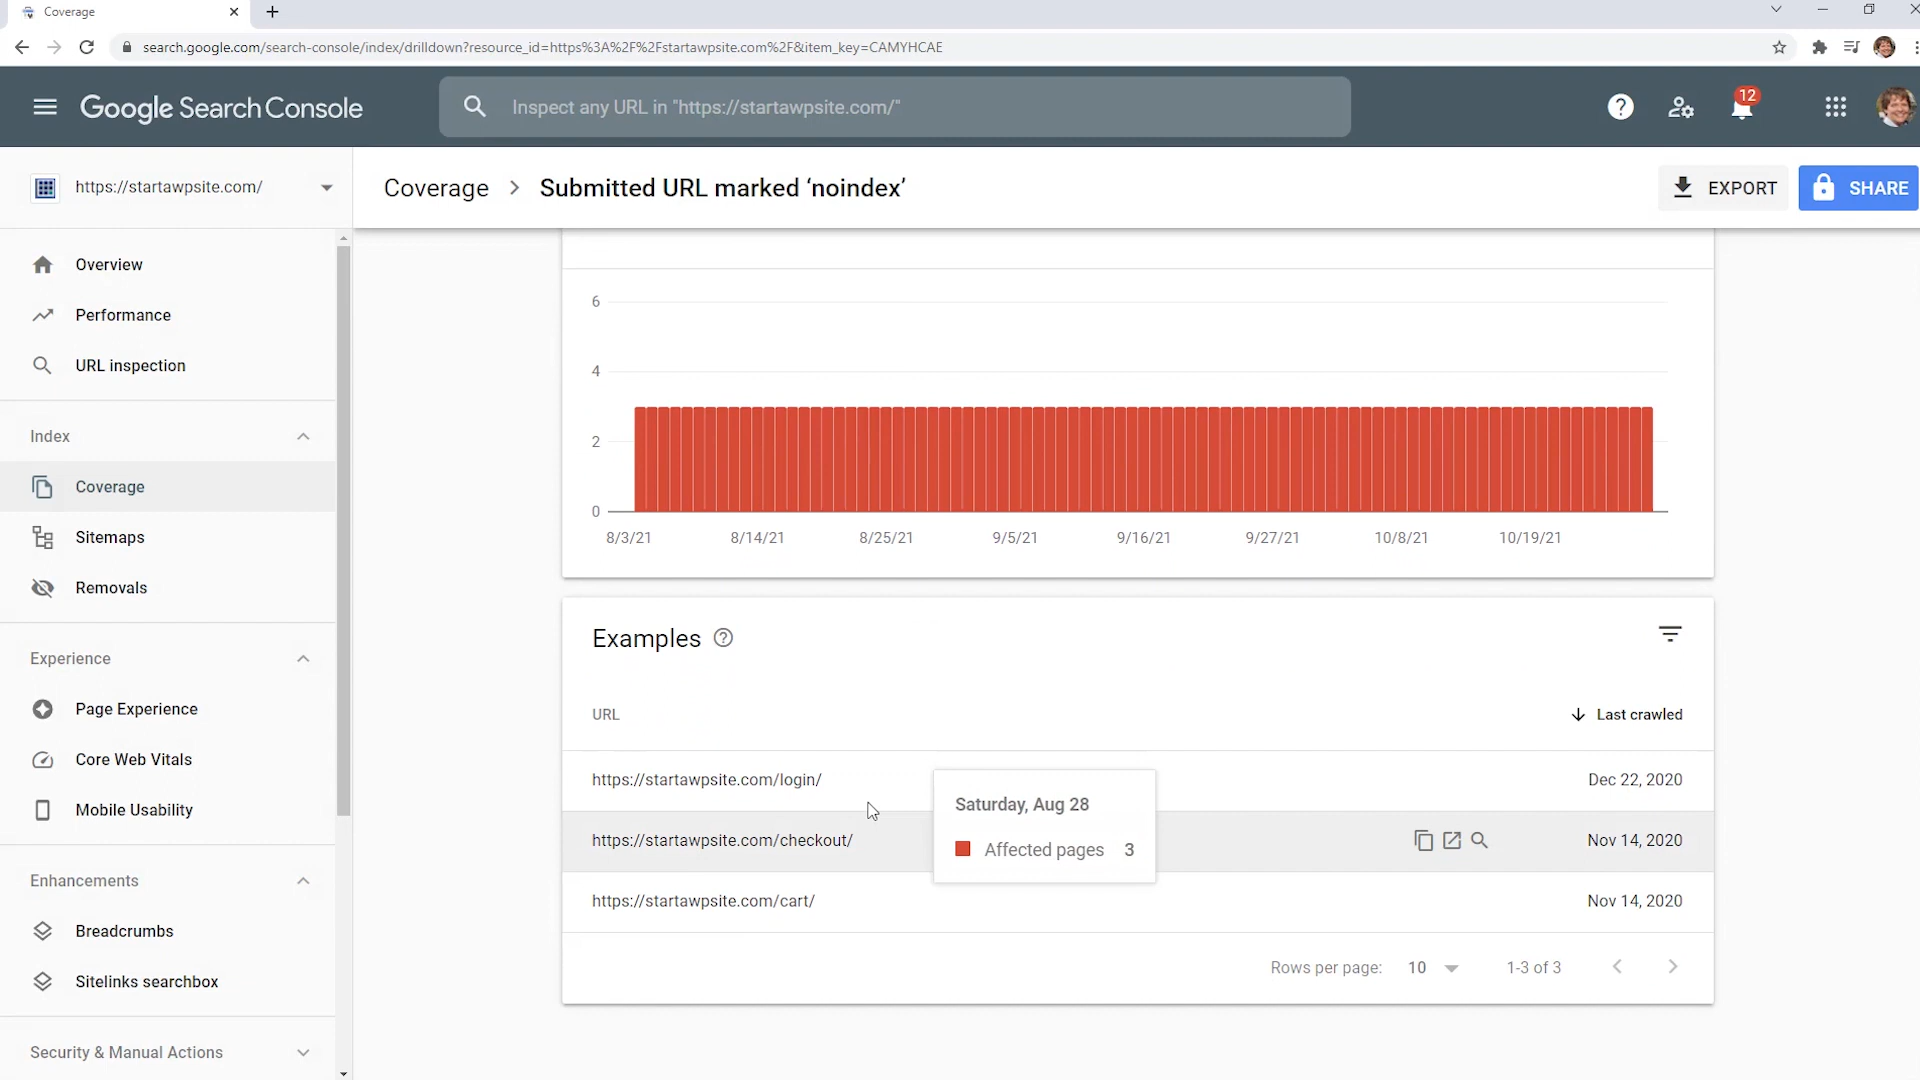 Coverage
search.google.com/search-console/index/drilldown?resource_id=https%3A%2F%2Fstartawpsite.com%2F&item_key=CAMYHCAE
Google Search Console
Inspect any URL in "https://startawpsite.com/"
12
https://startawpsite.com/
Coverage > Submitted URL marked ‘noindex’
EXPORT
SHARE
Overview
Performance
URL inspection
Index
Coverage
Sitemaps
Removals
Experience
Page Experience
Core Web Vitals
Mobile Usability
Enhancements
Breadcrumbs
Sitelinks searchbox
Security & Manual Actions
6
4
2
0
8/3/21 8/14/21 8/25/21 9/5/21 9/16/21 9/27/21 10/8/21 10/19/21
Examples
URL Last crawled
https://startawpsite.com/login/ Dec 22, 2020
https://startawpsite.com/checkout/ Nov 14, 2020
https://startawpsite.com/cart/ Nov 14, 2020
Saturday, Aug 28
Affected pages 3
Rows per page: 10 1-3 of 3